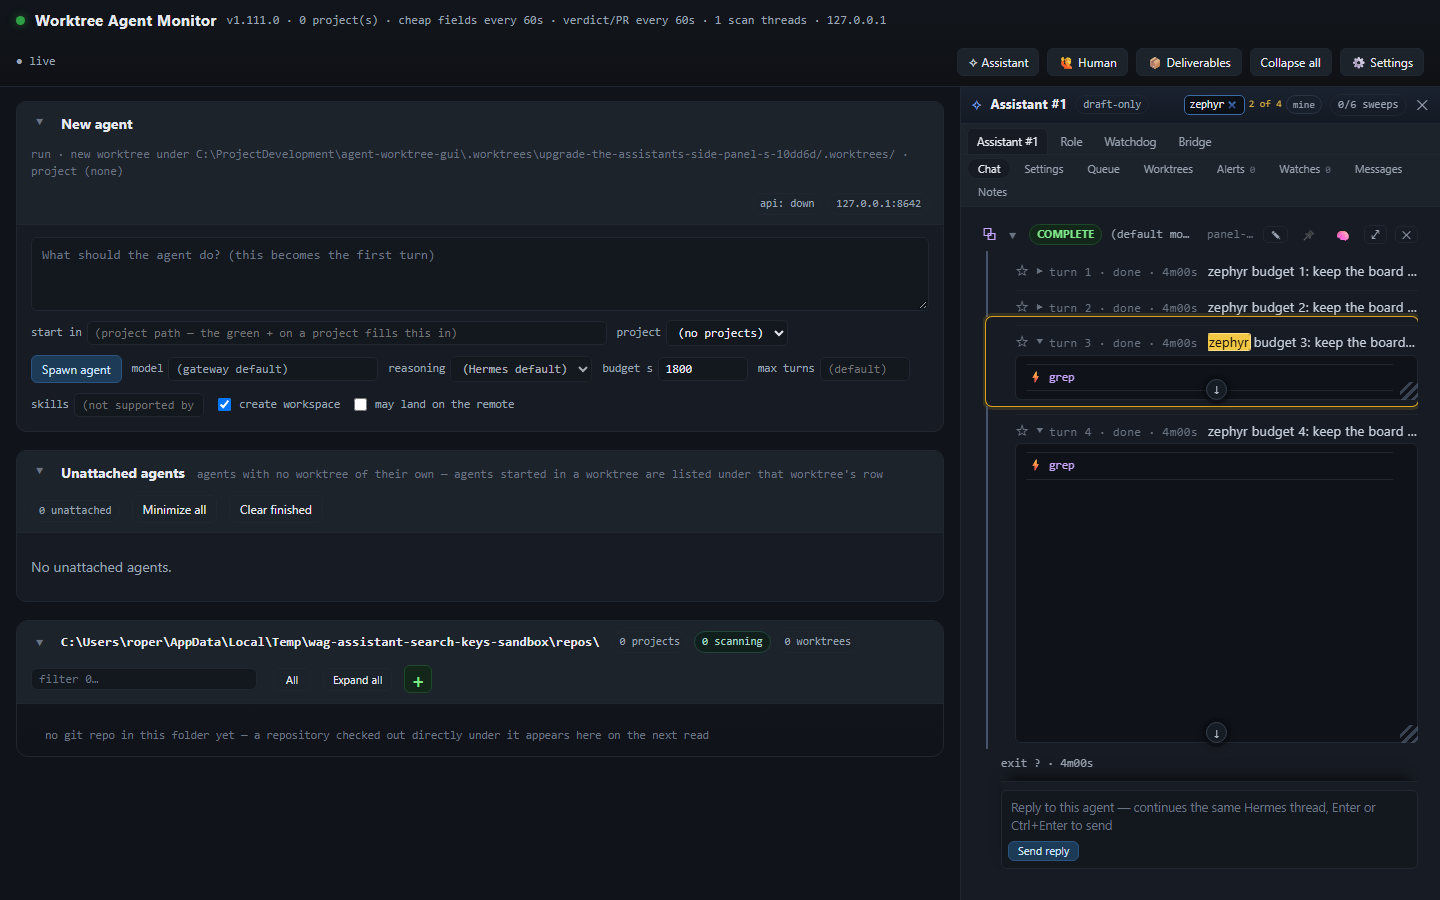 Worktree Agent Monitor v1.111.0 · 0 project(s) · cheap fields every 60s · verdict/PR every 60s · 1 scan threads · 127.0.0.1
live
Assistant
Human
Deliverables
Collapse all
Settings
New agent
run · new worktree under C:\ProjectDevelopment\agent-worktree-gui\.worktrees\upgrade-the-assistants-side-panel-s-10dd6d/.worktrees/ ·
project (none)
api: down 127.0.0.1:8642
What should the agent do? (this becomes the first turn)
start in (project path — the green + on a project fills this in) project (no projects)
Spawn agent model (gateway default) reasoning (Hermes default) budget s 1800 max turns (default)
skills (not supported by create workspace may land on the remote
Unattached agents agents with no worktree of their own — agents started in a worktree are listed under that worktree's row
0 unattached Minimize all Clear finished
No unattached agents.
C:\Users\roper\AppData\Local\Temp\wag-assistant-search-keys-sandbox\repos\ 0 projects 0 scanning 0 worktrees
filter 0… All Expand all +
no git repo in this folder yet — a repository checked out directly under it appears here on the next read
Assistant #1 draft-only zephyr × 2 of 4 mine 0/6 sweeps
Assistant #1 Role Watchdog Bridge
Chat Settings Queue Worktrees Alerts 0 Watches 0 Messages
Notes
COMPLETE (default mo… panel-…
turn 1 · done · 4m00s zephyr budget 1: keep the board …
turn 2 · done · 4m00s zephyr budget 2: keep the board …
turn 3 · done · 4m00s zephyr budget 3: keep the board…
grep
turn 4 · done · 4m00s zephyr budget 4: keep the board …
grep
exit ? · 4m00s
Reply to this agent — continues the same Hermes thread, Enter or
Ctrl+Enter to send
Send reply